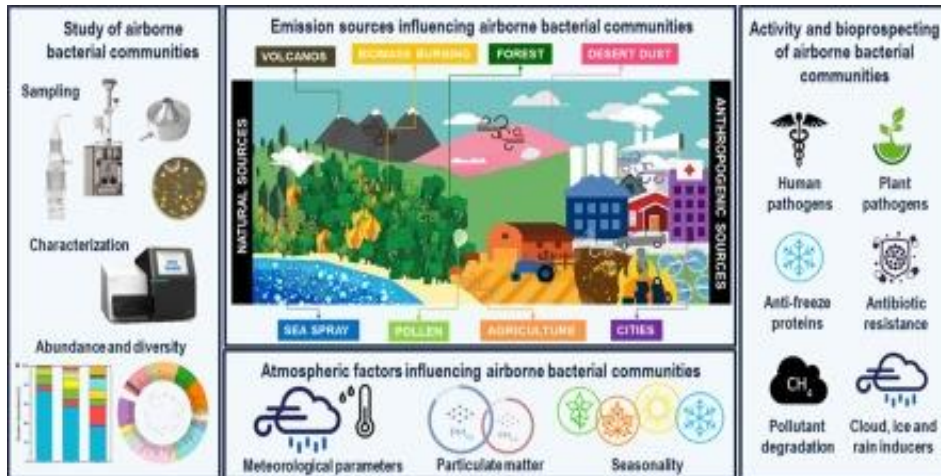 Study of airborne
bacterial communities
Sampling
Characterization
Abundance and diversity
Emission sources influencing airborne bacterial communities
VOLCANOS
BIOMASS BURNING
FOREST
DESERT DUST
NATURAL SOURCES
ANTHROPOGENIC SOURCES
SEA SPRAY
POLLEN
AGRICULTURE
CITIES
Atmospheric factors influencing airborne bacterial communities
Meteorological parameters
Particulate matter
Seasonality
Activity and bioprospecting
of airborne bacterial
communities
Human
pathogens
Plant
pathogens
Anti-freeze
proteins
Antibiotic
resistance
CH4
Pollutant
degradation
Cloud, ice and
rain inducers